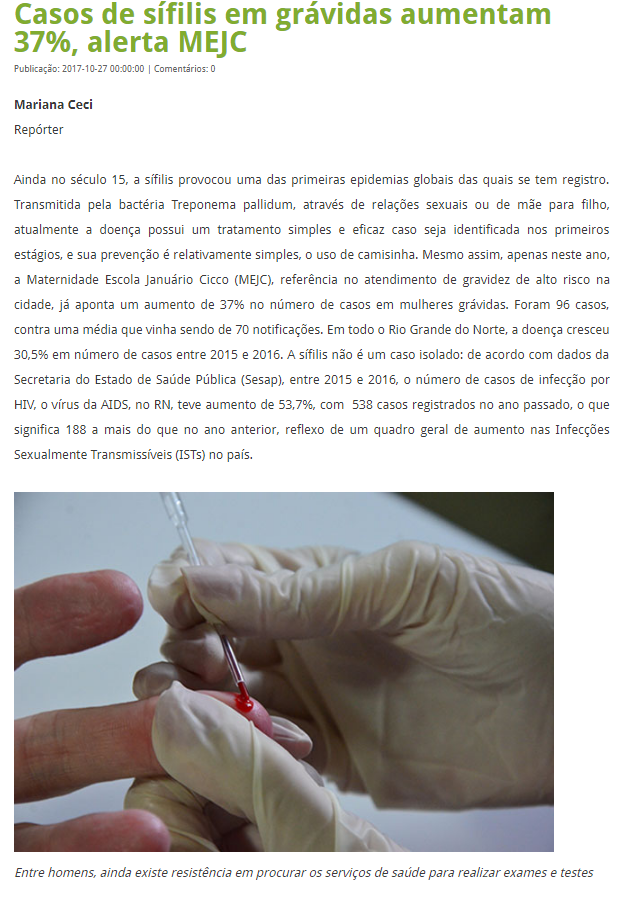 Casos de sífilis em grávidas aumentam
37%, alerta MEJC
Publicação: 2017-10-27 00:00:00 | Comentários: 0
Mariana Ceci
Repórter
Ainda no século 15, a sífilis provocou uma das primeiras epidemias globais das quais se tem registro.
Transmitida pela bactéria Treponema pallidum, através de relações sexuais ou de mãe para filho,
atualmente a doença possui um tratamento simples e eficaz caso seja identificada nos primeiros
estágios, e sua prevenção é relativamente simples, o uso de camisinha. Mesmo assim, apenas neste ano,
a Maternidade Escola Januário Cicco (MEJC), referência no atendimento de gravidez de alto risco na
cidade, já aponta um aumento de 37% no número de casos em mulheres grávidas. Foram 96 casos,
contra uma média que vinha sendo de 70 notificações. Em todo o Rio Grande do Norte, a doença cresceu
30,5% em número de casos entre 2015 e 2016. A sífilis não é um caso isolado: de acordo com dados da
Secretaria do Estado de Saúde Pública (Sesap), entre 2015 e 2016, o número de casos de infecção por
HIV, o vírus da AIDS, no RN, teve aumento de 53,7%, com 538 casos registrados no ano passado, o que
significa 188 a mais do que no ano anterior, reflexo de um quadro geral de aumento nas Infecções
Sexualmente Transmissíveis (ISTs) no país.
Entre homens, ainda existe resistência em procurar os serviços de saúde para realizar exames e testes